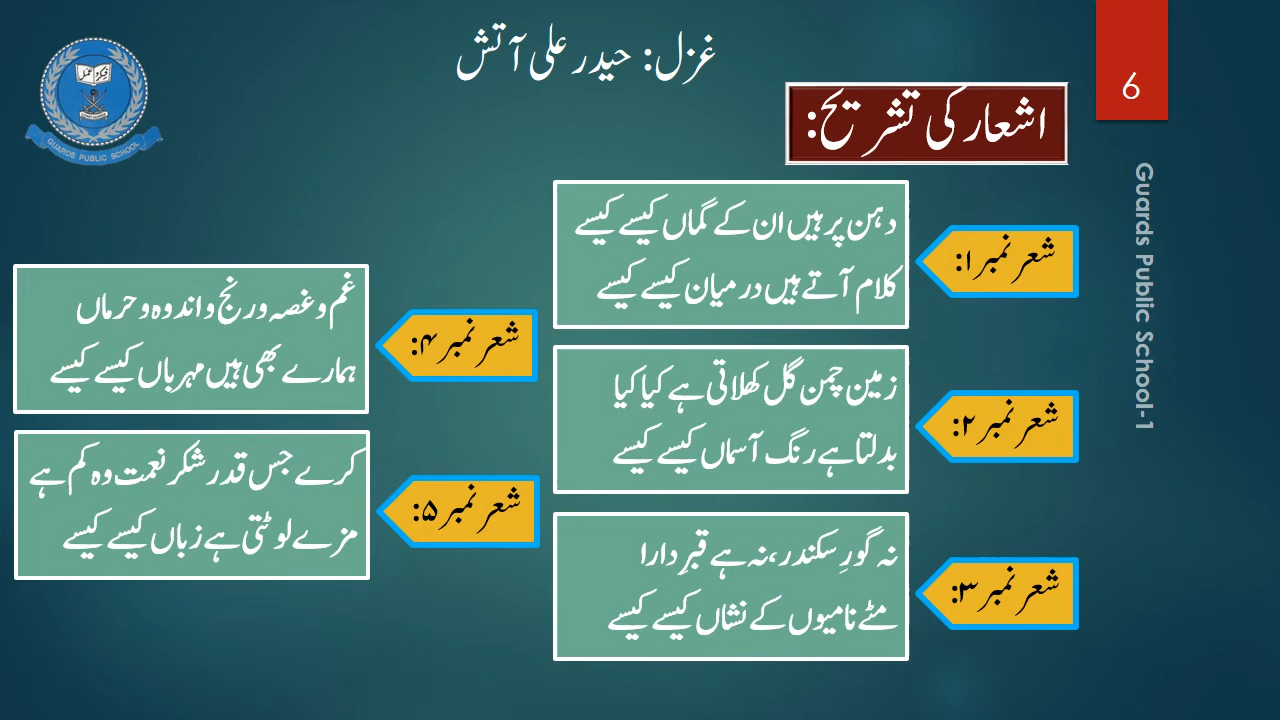 غزل: حیدر علی آتش
6
اشعار کی تشریح:
شعر نمبر ۱:
دہن پر ہیں ان کے گماں کیسے کیسے
کلام آتے ہیں درمیان کیسے کیسے
شعر نمبر ۲:
زمین چمن گل کھلاتی ہے کیا کیا
بدلتا ہے رنگ آسماں کیسے کیسے
شعر نمبر ۳:
نہ گورِ سکندر، نہ ہے قبرِ دارا
مٹے نامیوں کے نشاں کیسے کیسے
شعر نمبر ۴:
غم و غصہ و رنج و اندوہ و حرماں
ہمارے بھی ہیں مہرباں کیسے کیسے
شعر نمبر ۵:
کرے جس قدر شکر نعمت وہ کم ہے
مزے لوٹتی ہے زباں کیسے کیسے
Guards Public School-1
GUARDS PUBLIC SCHOOL